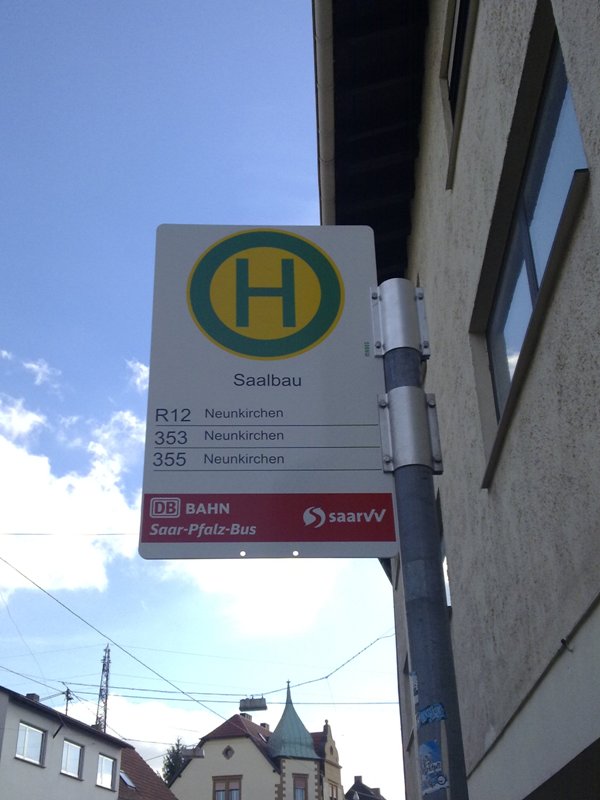 H
Saalbau
R12 Neunkirchen
353 Neunkirchen
355 Neunkirchen
DB BAHN
Saar-Pfalz-Bus
saarVV